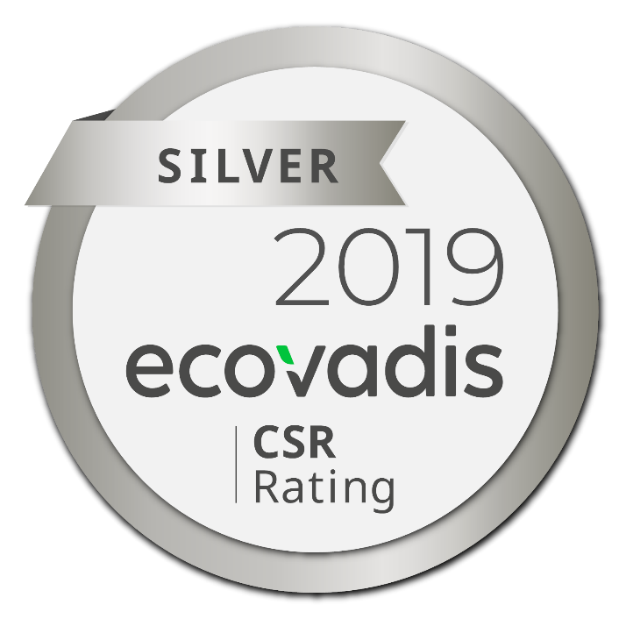 SILVER
2019
ecovadis
CSR
Rating